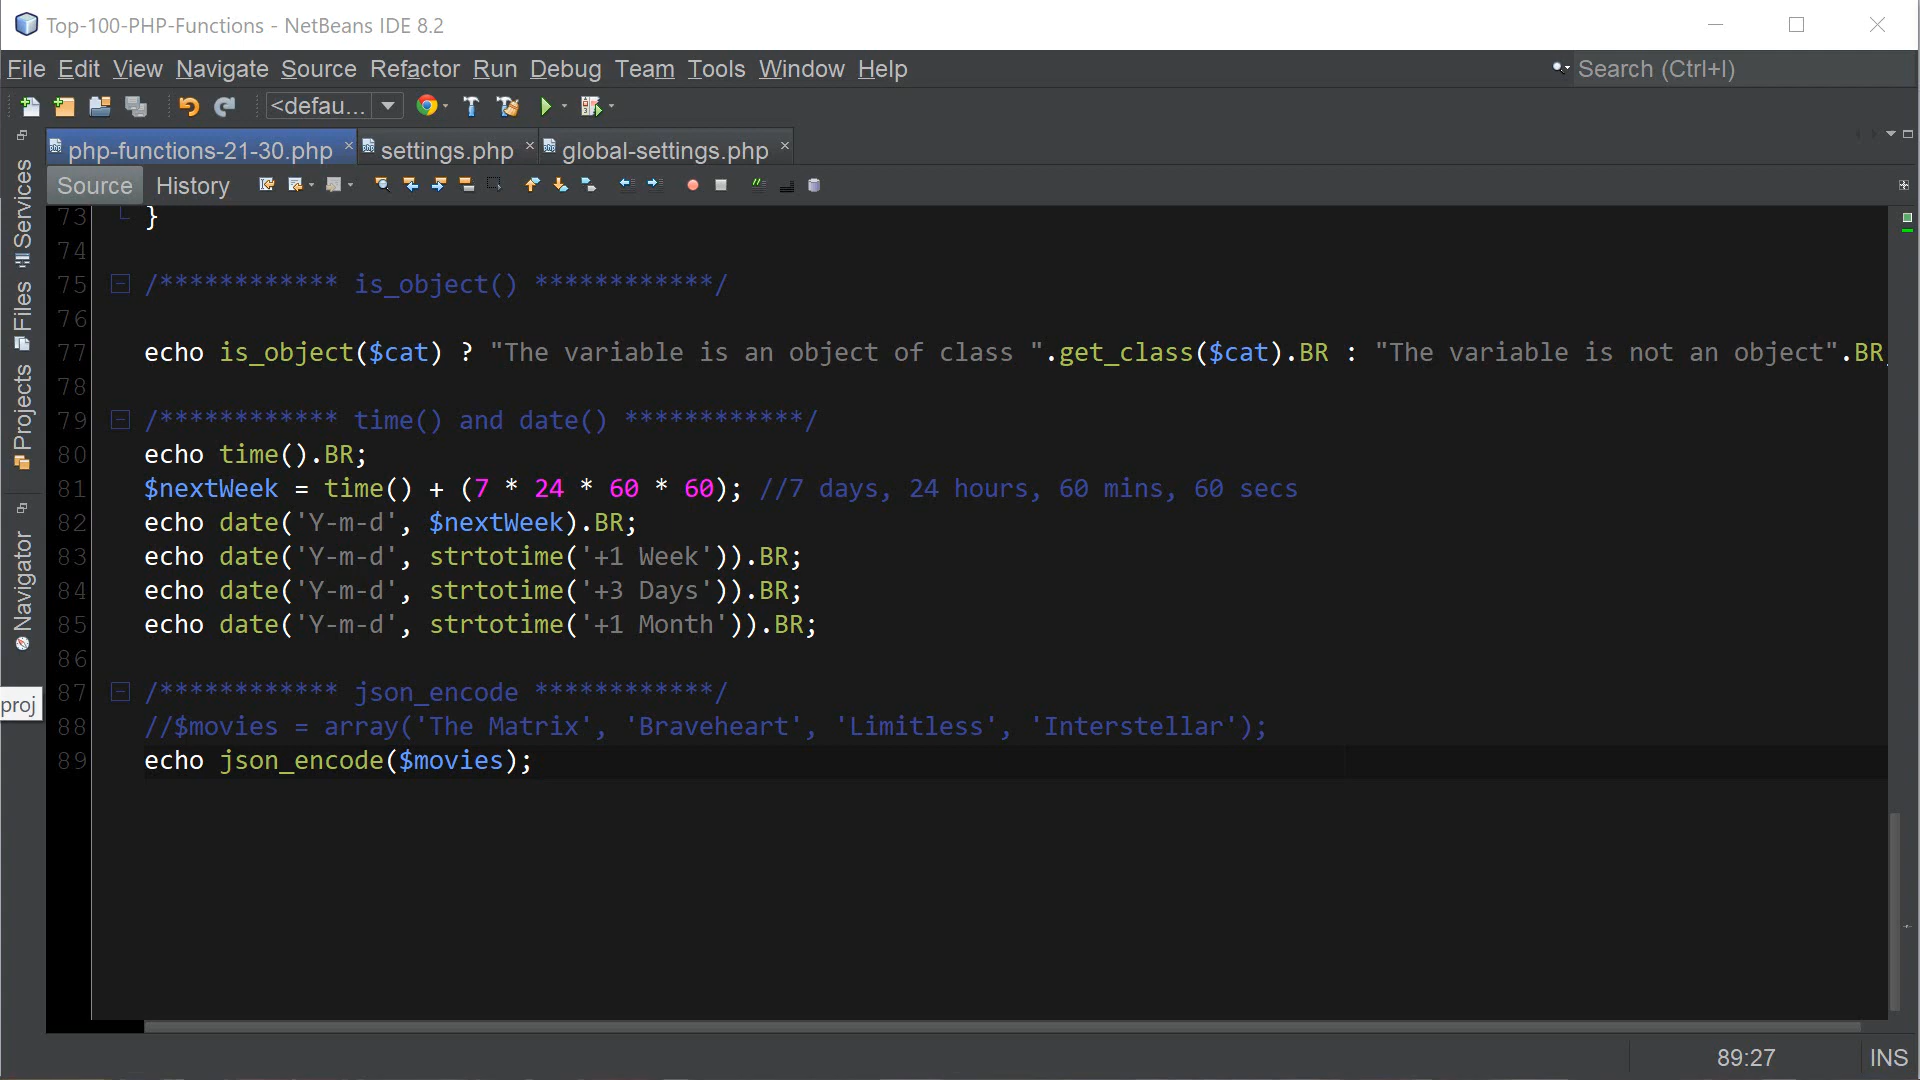 Top-100-PHP-Functions - NetBeans IDE 8.2
File Edit View Navigate Source Refactor Run Debug Team Tools Window Help
Search (Ctrl+I)
<defau...
php-functions-21-30.php
settings.php
global-settings.php
Source History
Services
Files
Projects
Navigator
proj
73 }
74
75 /************ is_object() ************/
76
77 echo is_object($cat) ? "The variable is an object of class ".get_class($cat).BR : "The variable is not an object".BR
78
79 /************ time() and date() ************/
80 echo time().BR;
81 $nextWeek = time() + (7 * 24 * 60 * 60); //7 days, 24 hours, 60 mins, 60 secs
82 echo date('Y-m-d', $nextWeek).BR;
83 echo date('Y-m-d', strtotime('+1 Week')).BR;
84 echo date('Y-m-d', strtotime('+3 Days')).BR;
85 echo date('Y-m-d', strtotime('+1 Month')).BR;
86
87 /************ json_encode ************/
88 //$movies = array('The Matrix', 'Braveheart', 'Limitless', 'Interstellar');
89 echo json_encode($movies);
89:27
INS